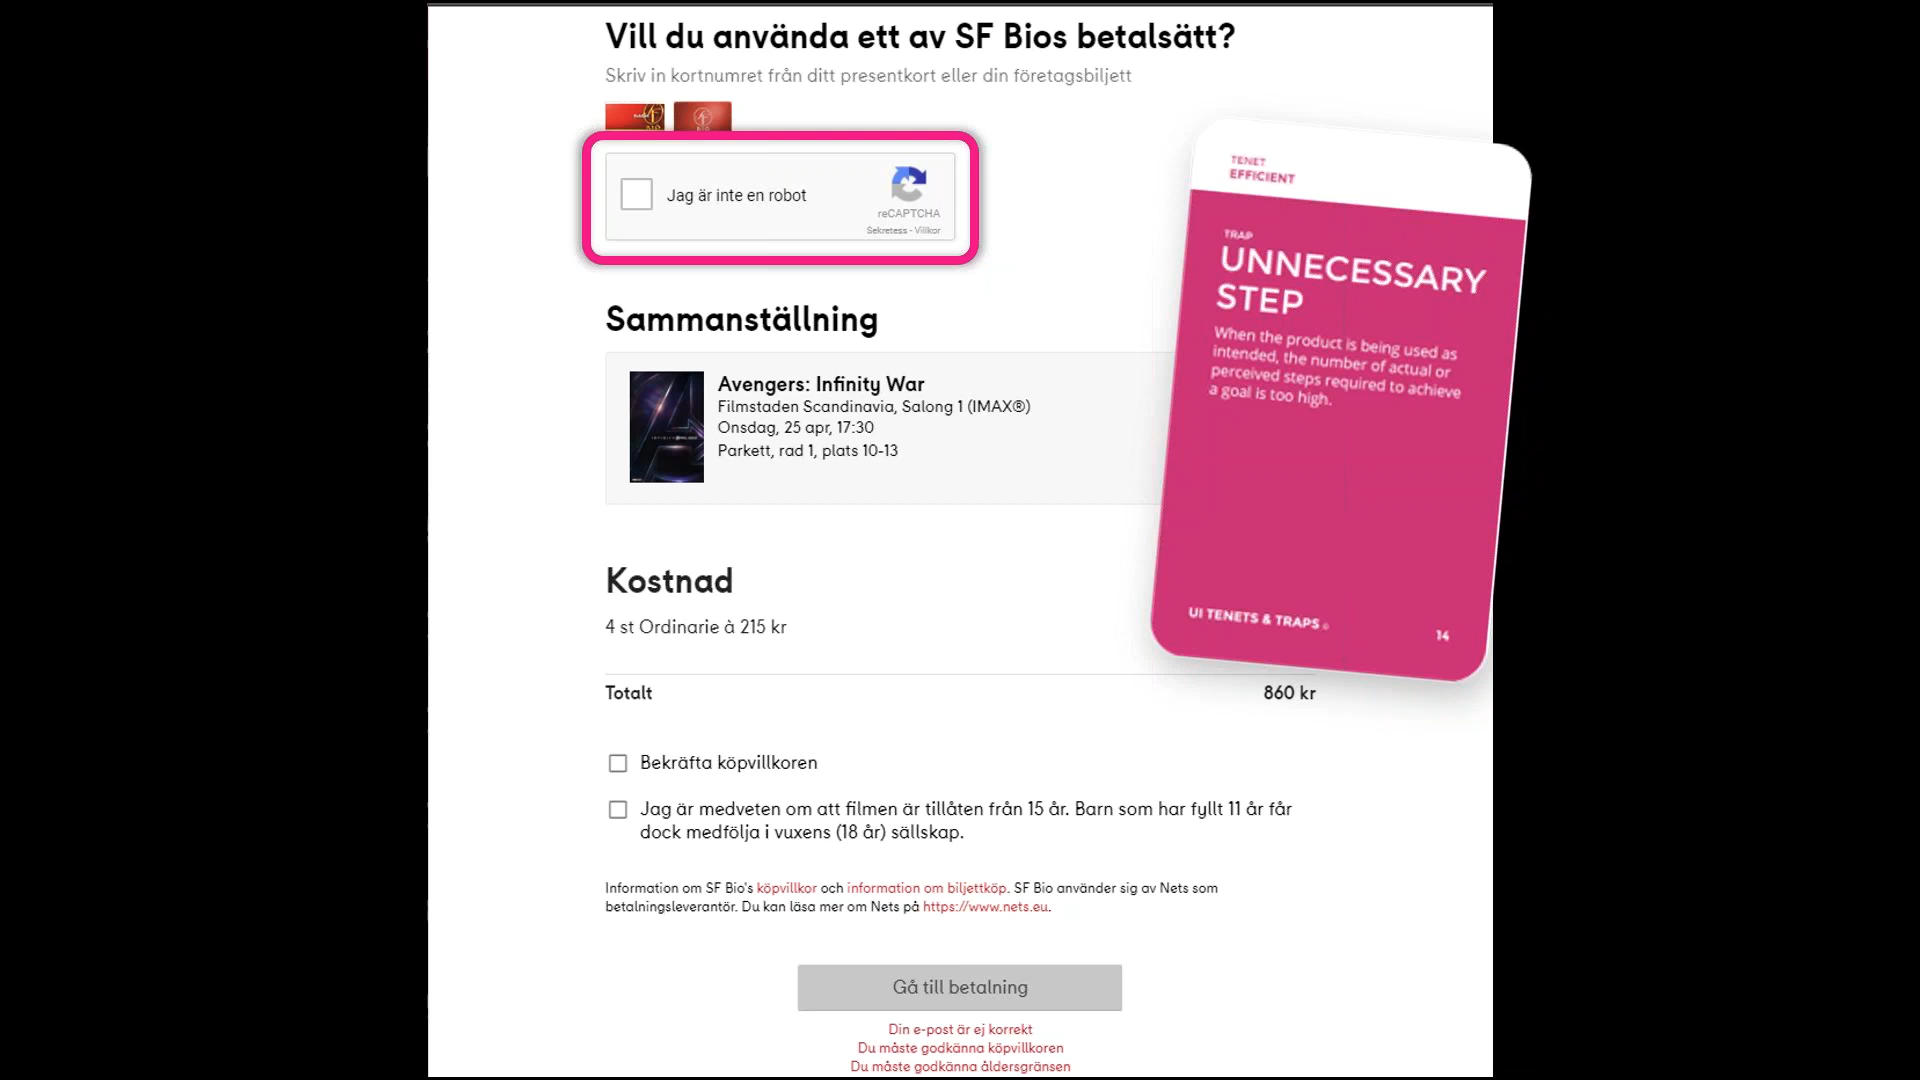 Vill du använda ett av SF Bios betalsätt?
Skriv in kortnumret från ditt presentkort eller din företagsbiljett
Jag är inte en robot
reCAPTCHA
Sekretess - Villkor
Sammanställning
Avengers: Infinity War
Filmstaden Scandinavia, Salong 1 (IMAX®)
Onsdag, 25 apr, 17:30
Parkett, rad 1, plats 10-13
Kostnad
4 st Ordinarie à 215 kr
Totalt 860 kr
Bekräfta köpvillkoren
Jag är medveten om att filmen är tillåten från 15 år. Barn som har fyllt 11 år får
dock medfölja i vuxens (18 år) sällskap.
Information om SF Bio's köpvillkor och information om biljettköp. SF Bio använder sig av Nets som
betalningsleverantör. Du kan läsa mer om Nets på https://www.nets.eu.
Gå till betalning
Din e-post är ej korrekt
Du måste godkänna köpvillkoren
Du måste godkänna åldersgränsen
TENET
EFFICIENT
TRAP
UNNECESSARY
STEP
When the product is being used as
intended, the number of actual or
perceived steps required to achieve
a goal is too high.
UI TENETS & TRAPS
14